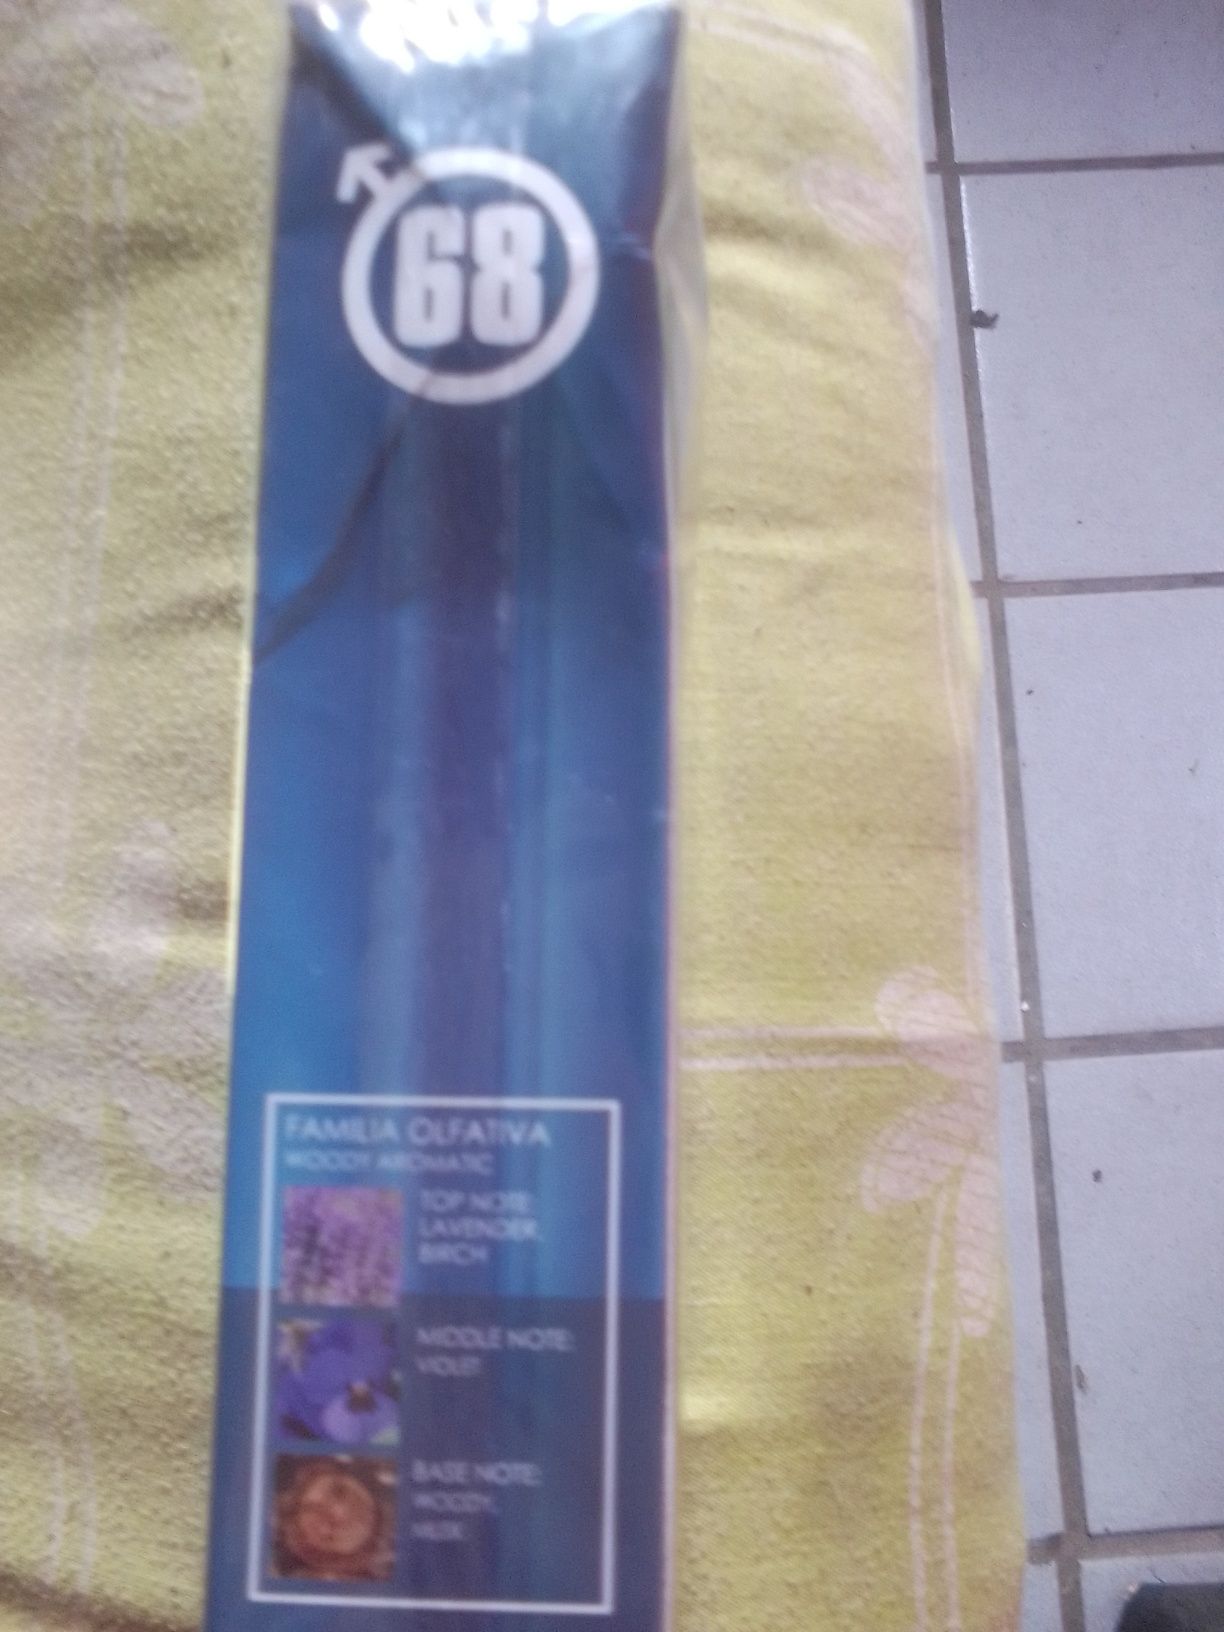 68
FAMILIA OLFATIVA
WOODY AROMATIC
TOP NOTE:
LAVENDER,
BIRCH
MIDDLE NOTE:
VIOLET
BASE NOTE:
WOODY,
MUSK